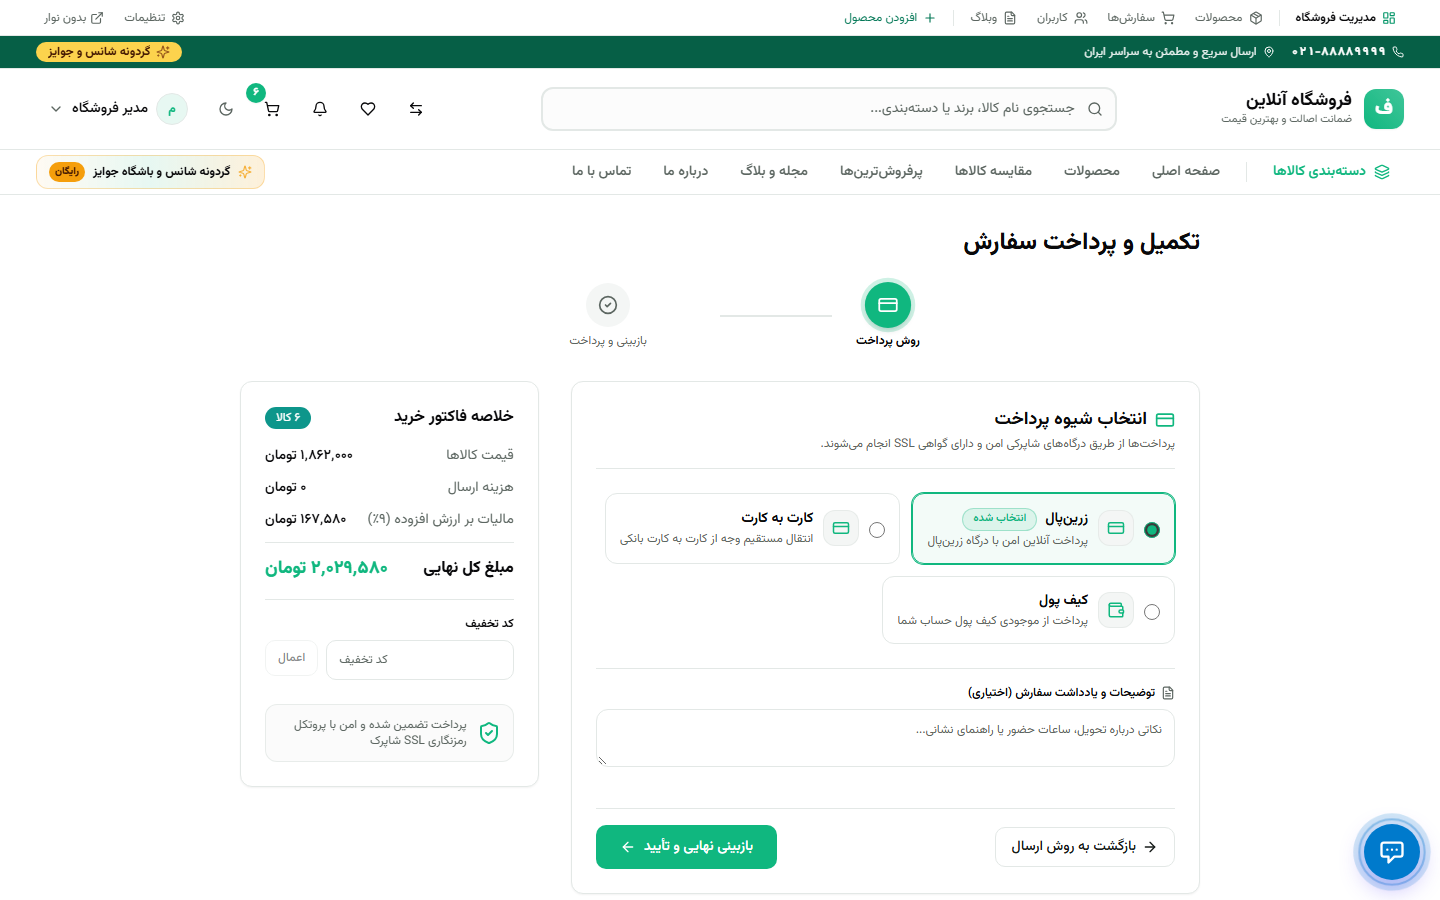 مدیریت فروشگاه
محصولات
سفارش‌ها
کاربران
وبلاگ
افزودن محصول
تنظیمات
بدون نوار
۰۲۱-۸۸۸۸۹۹۹۹
ارسال سریع و مطمئن به سراسر ایران
گردونه شانس و جوایز
ف
فروشگاه آنلاین
ضمانت اصالت و بهترین قیمت
جستجوی نام کالا، برند یا دسته‌بندی...
۶
م
مدیر فروشگاه
دسته‌بندی کالاها
صفحه اصلی
محصولات
مقایسه کالاها
پرفروش‌ترین‌ها
مجله و بلاگ
درباره ما
تماس با ما
گردونه شانس و باشگاه جوایز
رایگان
تکمیل و پرداخت سفارش
روش پرداخت
بازبینی و پرداخت
انتخاب شیوه پرداخت
پرداخت‌ها از طریق درگاه‌های شاپرکی امن و دارای گواهی SSL انجام می‌شوند.
زرین‌پال
انتخاب شده
پرداخت آنلاین امن با درگاه زرین‌پال
کارت به کارت
انتقال مستقیم وجه از کارت به کارت بانکی
کیف پول
پرداخت از موجودی کیف پول حساب شما
توضیحات و یادداشت سفارش (اختیاری)
نکاتی درباره تحویل، ساعات حضور یا راهنمای نشانی...
بازگشت به روش ارسال
بازبینی نهایی و تأیید
خلاصه فاکتور خرید
۶ کالا
قیمت کالاها
۱,۸۶۲,۰۰۰ تومان
هزینه ارسال
۰ تومان
مالیات بر ارزش افزوده (۹٪)
۱۶۷,۵۸۰ تومان
مبلغ کل نهایی
۲,۰۲۹,۵۸۰ تومان
کد تخفیف
کد تخفیف
اعمال
پرداخت تضمین شده و امن با پروتکل
رمزنگاری SSL شاپرک